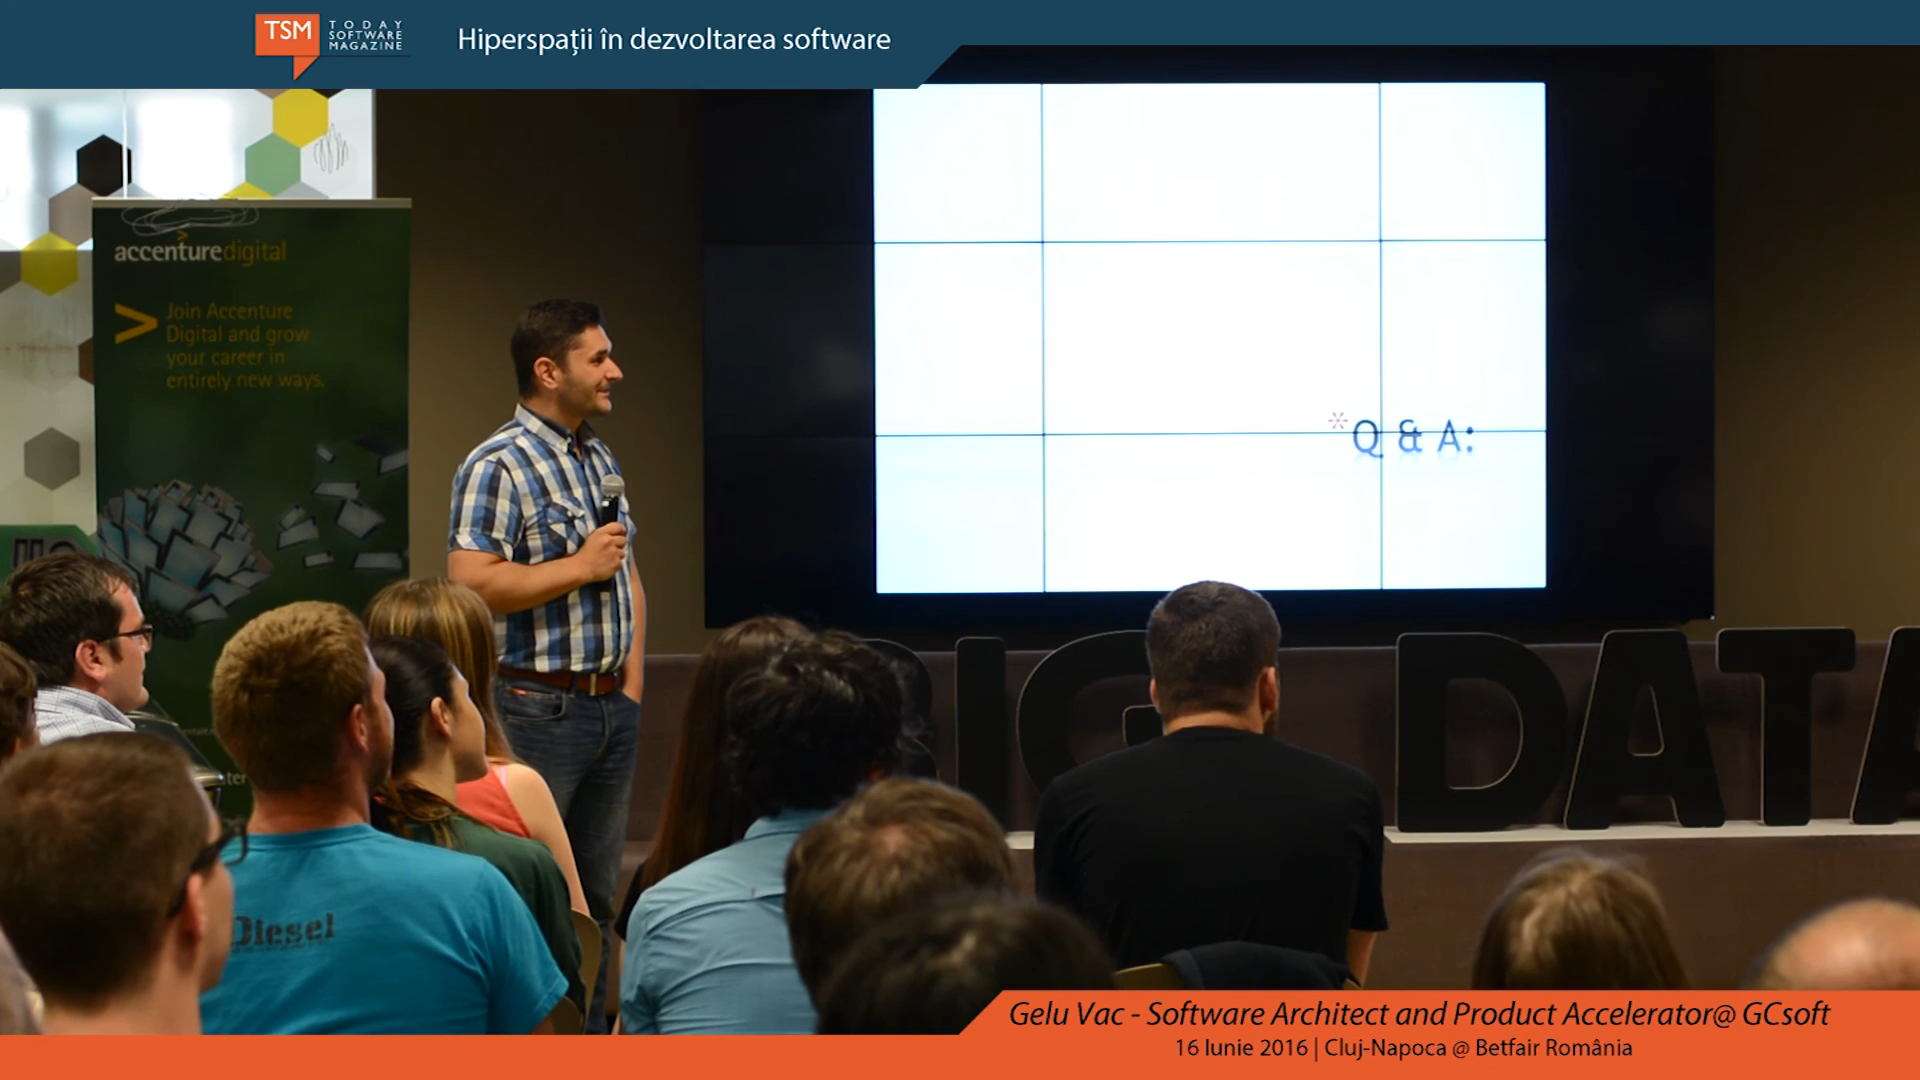 TSM
TODAY
SOFTWARE
MAGAZINE
Hiperspații în dezvoltarea software
accenturedigital
Join Accenture
Digital and grow
your career in
entirely new ways.
*Q & A:
BIG DATA
Diesel
Gelu Vac - Software Architect and Product Accelerator@ GCsoft
16 Iunie 2016 | Cluj-Napoca @ Betfair România